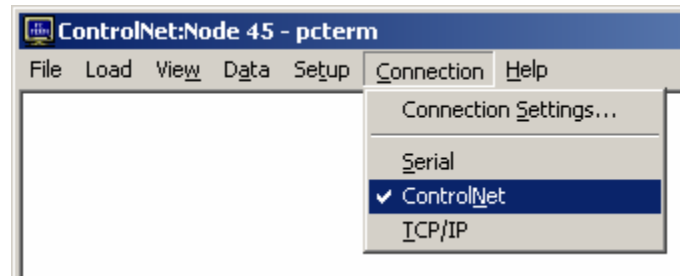 ControlNet:Node 45 - pcterm
File Load View Data Setup Connection Help
Connection Settings...
Serial
✓ ControlNet
TCP/IP